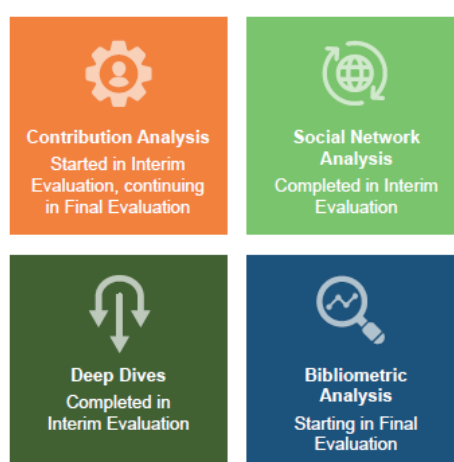 Contribution Analysis
Started in Interim
Evaluation, continuing
in Final Evaluation
Social Network
Analysis
Completed in Interim
Evaluation
Deep Dives
Completed in
Interim Evaluation
Bibliometric
Analysis
Starting in Final
Evaluation